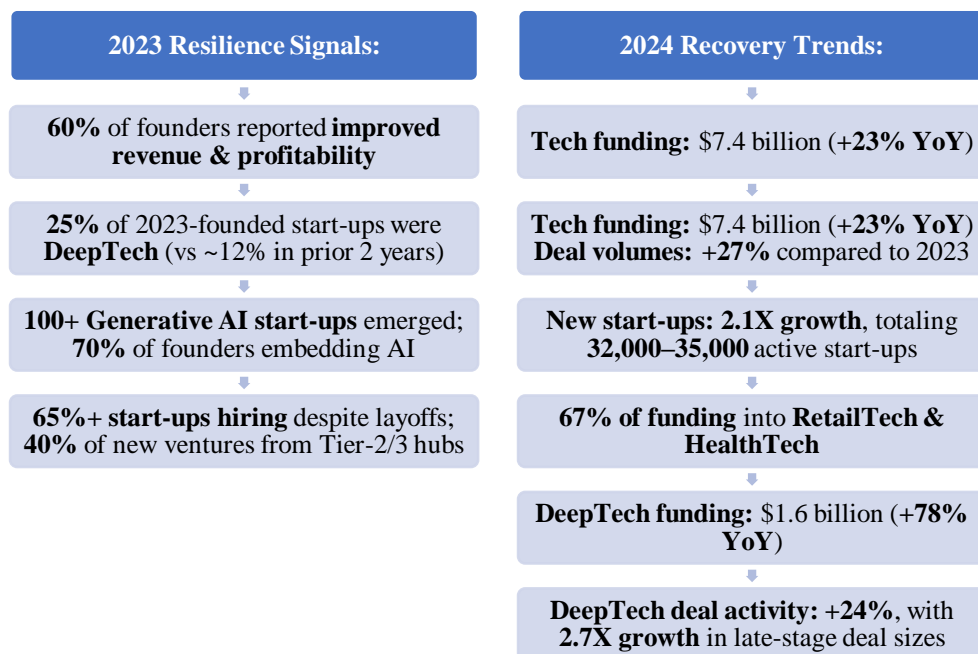 2023 Resilience Signals:
60% of founders reported improved
revenue & profitability
25% of 2023-founded start-ups were
DeepTech (vs ~12% in prior 2 years)
100+ Generative AI start-ups emerged;
70% of founders embedding AI
65%+ start-ups hiring despite layoffs;
40% of new ventures from Tier-2/3 hubs
2024 Recovery Trends:
Tech funding: $7.4 billion (+23% YoY)
Tech funding: $7.4 billion (+23% YoY)
Deal volumes: +27% compared to 2023
New start-ups: 2.1X growth, totaling
32,000–35,000 active start-ups
67% of funding into RetailTech &
HealthTech
DeepTech funding: $1.6 billion (+78%
YoY)
DeepTech deal activity: +24%, with
2.7X growth in late-stage deal sizes